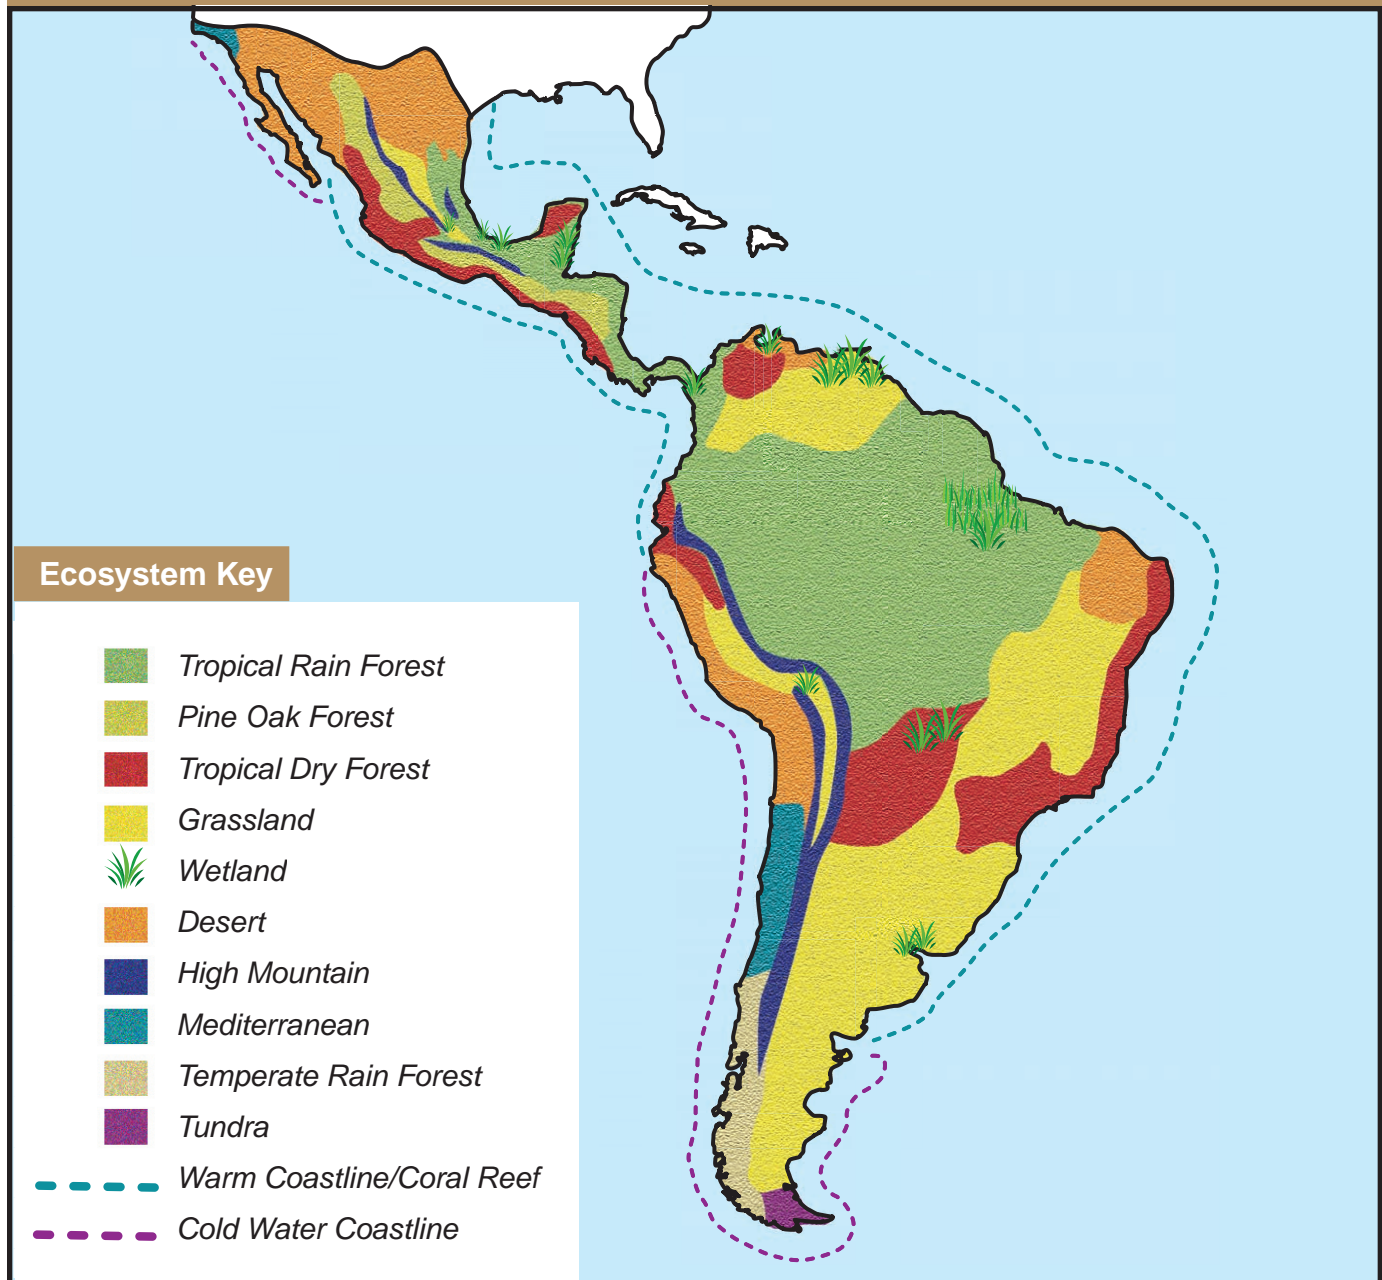 Ecosystem Key
Tropical Rain Forest
Pine Oak Forest
Tropical Dry Forest
Grassland
Wetland
Desert
High Mountain
Mediterranean
Temperate Rain Forest
Tundra
Warm Coastline/Coral Reef
Cold Water Coastline